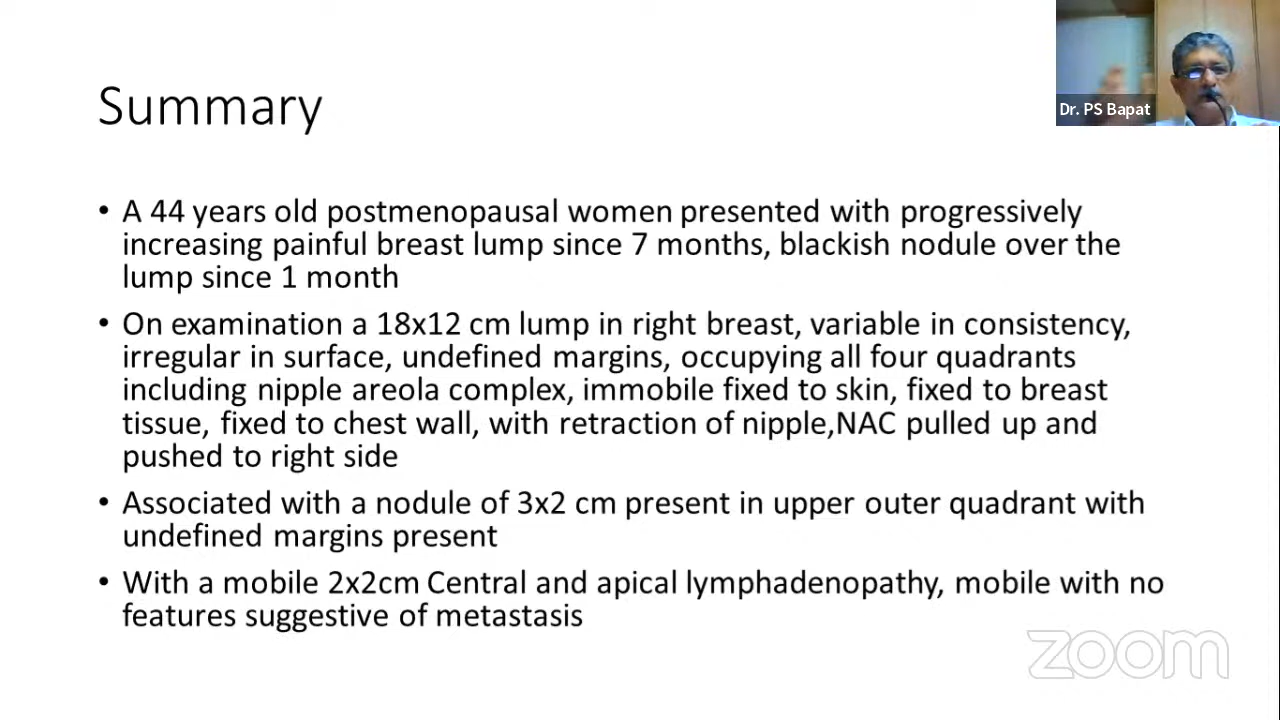 Summary
Dr. PS Bapat
• A 44 years old postmenopausal women presented with progressively
increasing painful breast lump since 7 months, blackish nodule over the
lump since 1 month
• On examination a 18x12 cm lump in right breast, variable in consistency,
irregular in surface, undefined margins, occupying all four quadrants
including nipple areola complex, immobile fixed to skin, fixed to breast
tissue, fixed to chest wall, with retraction of nipple,NAC pulled up and
pushed to right side
• Associated with a nodule of 3x2 cm present in upper outer quadrant with
undefined margins present
• With a mobile 2x2cm Central and apical lymphadenopathy, mobile with no
features suggestive of metastasis
zoom